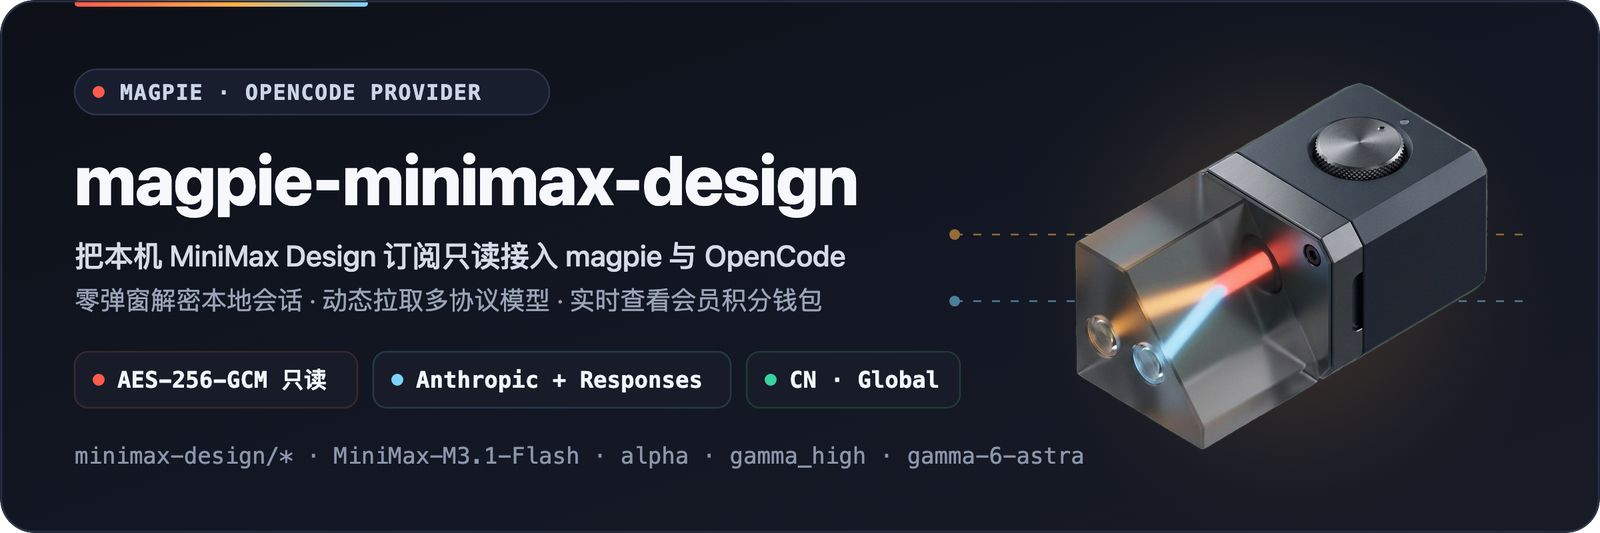 MAGPIE · OPENCODE PROVIDER
magpie-minimax-design
把本机 MiniMax Design 订阅只读接入 magpie 与 OpenCode
零弹窗解密本地会话 · 动态拉取多协议模型 · 实时查看会员积分钱包
AES-256-GCM 只读
Anthropic + Responses
CN · Global
minimax-design/* · MiniMax-M3.1-Flash · alpha · gamma_high · gamma-6-astra